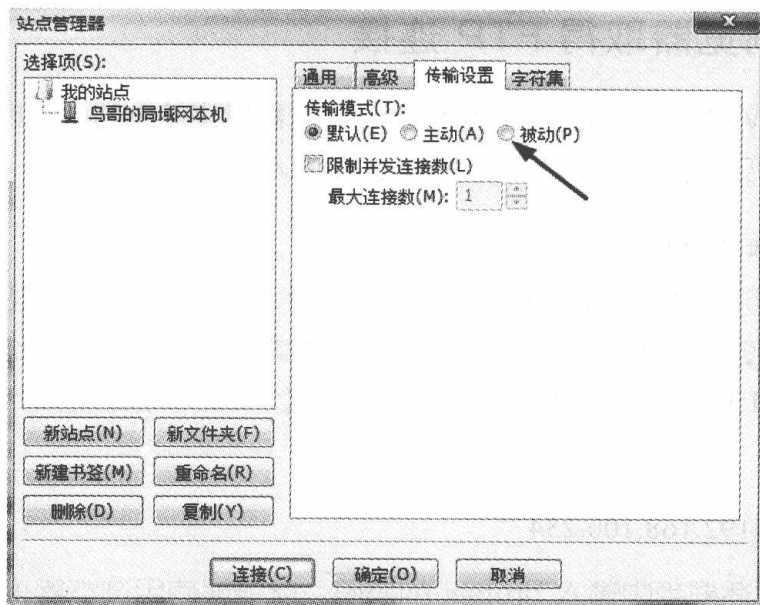 站点管理器
选择项(S):
我的站点
鸟哥的局域网本机
新站点(N) 新文件夹(F)
新建书签(M) 重命名(R)
删除(D) 复制(Y)
通用 高级 传输设置 字符集
传输模式(T):
默认(E) 主动(A) 被动(P)
限制并发连接数(L)
最大连接数(M): 1
连接(C) 确定(O) 取消